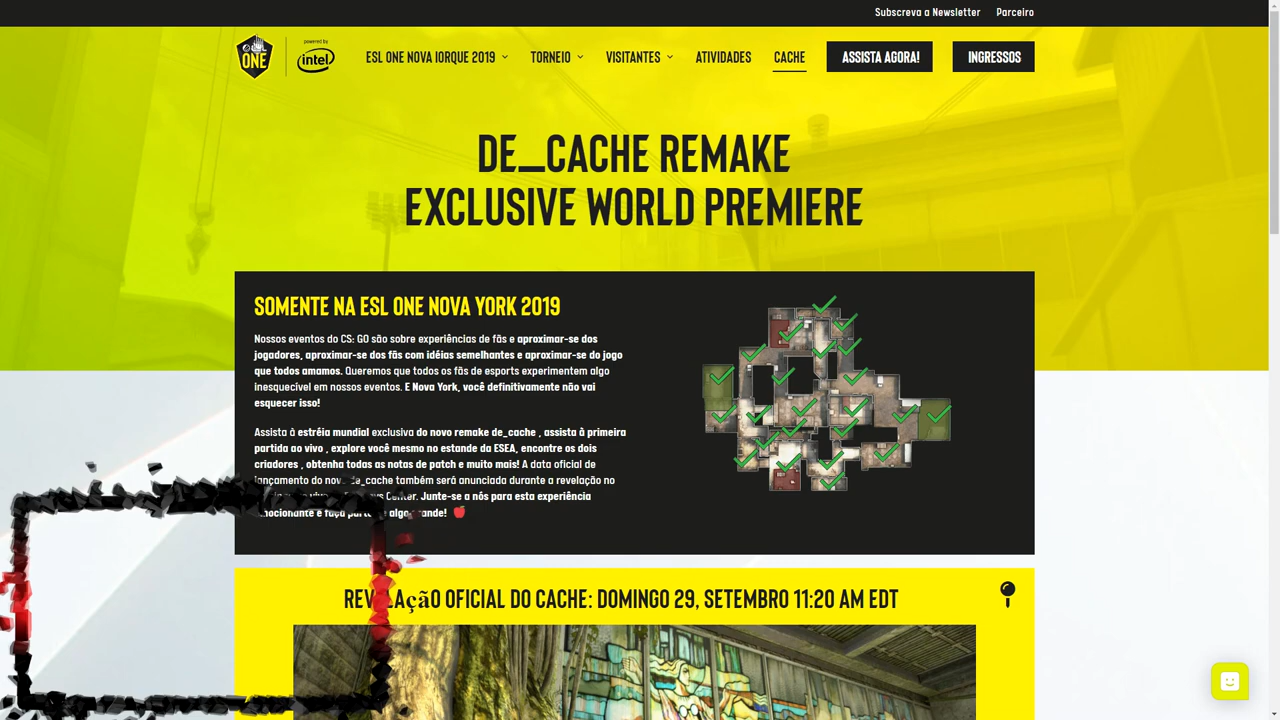 Subscreva a Newsletter Parceiro
ESL ONE powered by intel ESL ONE NOVA IORQUE 2019 TORNEIO VISITANTES ATIVIDADES CACHE ASSISTA AGORA! INGRESSOS
DE_CACHE REMAKE
EXCLUSIVE WORLD PREMIERE
SOMENTE NA ESL ONE NOVA YORK 2019
Nossos eventos do CS: GO são sobre experiências de fãs e aproximar-se dos
jogadores, aproximar-se dos fãs com idéias semelhantes e aproximar-se do jogo
que todos amamos. Queremos que todos os fãs de esports experimentem algo
inesquecível em nossos eventos. E Nova York, você definitivamente não vai
esquecer isso!
Assista à estréia mundial exclusiva do novo remake de_cache , assista à primeira
partida ao vivo , explore você mesmo no estande da ESEA, encontre os dois
criadores , obtenha todas as notas de patch e muito mais! A data oficial de
lançamento do novo de_cache também será anunciada durante a revelação no
Center. Junte-se a nós para esta experiência
emocionante e faça parte de algo grande!
REVELAçãO OFICIAL DO CACHE: DOMINGO 29, SETEMBRO 11:20 AM EDT